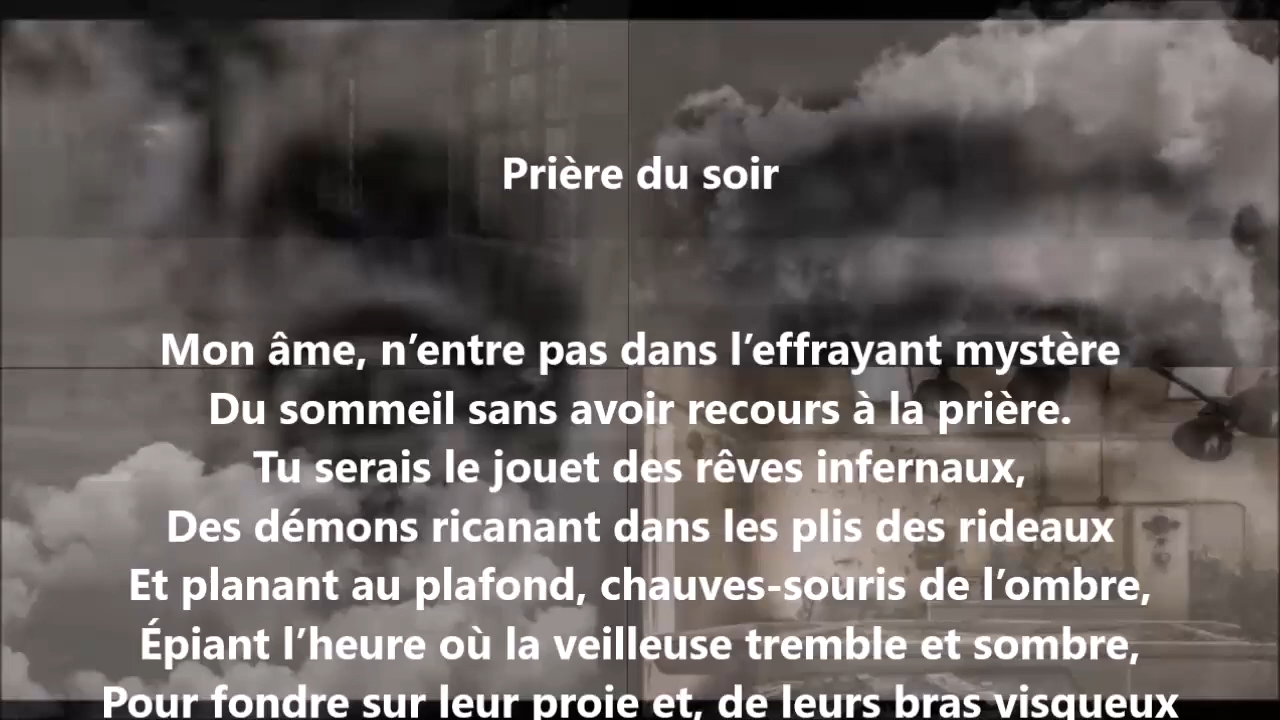 Prière du soir
Mon âme, n’entre pas dans l’effrayant mystère
Du sommeil sans avoir recours à la prière.
Tu serais le jouet des rêves infernaux,
Des démons ricanant dans les plis des rideaux
Et planant au plafond, chauves-souris de l’ombre,
Épiant l’heure où la veilleuse tremble et sombre,
Pour fondre sur leur proie et, de leurs bras visqueux